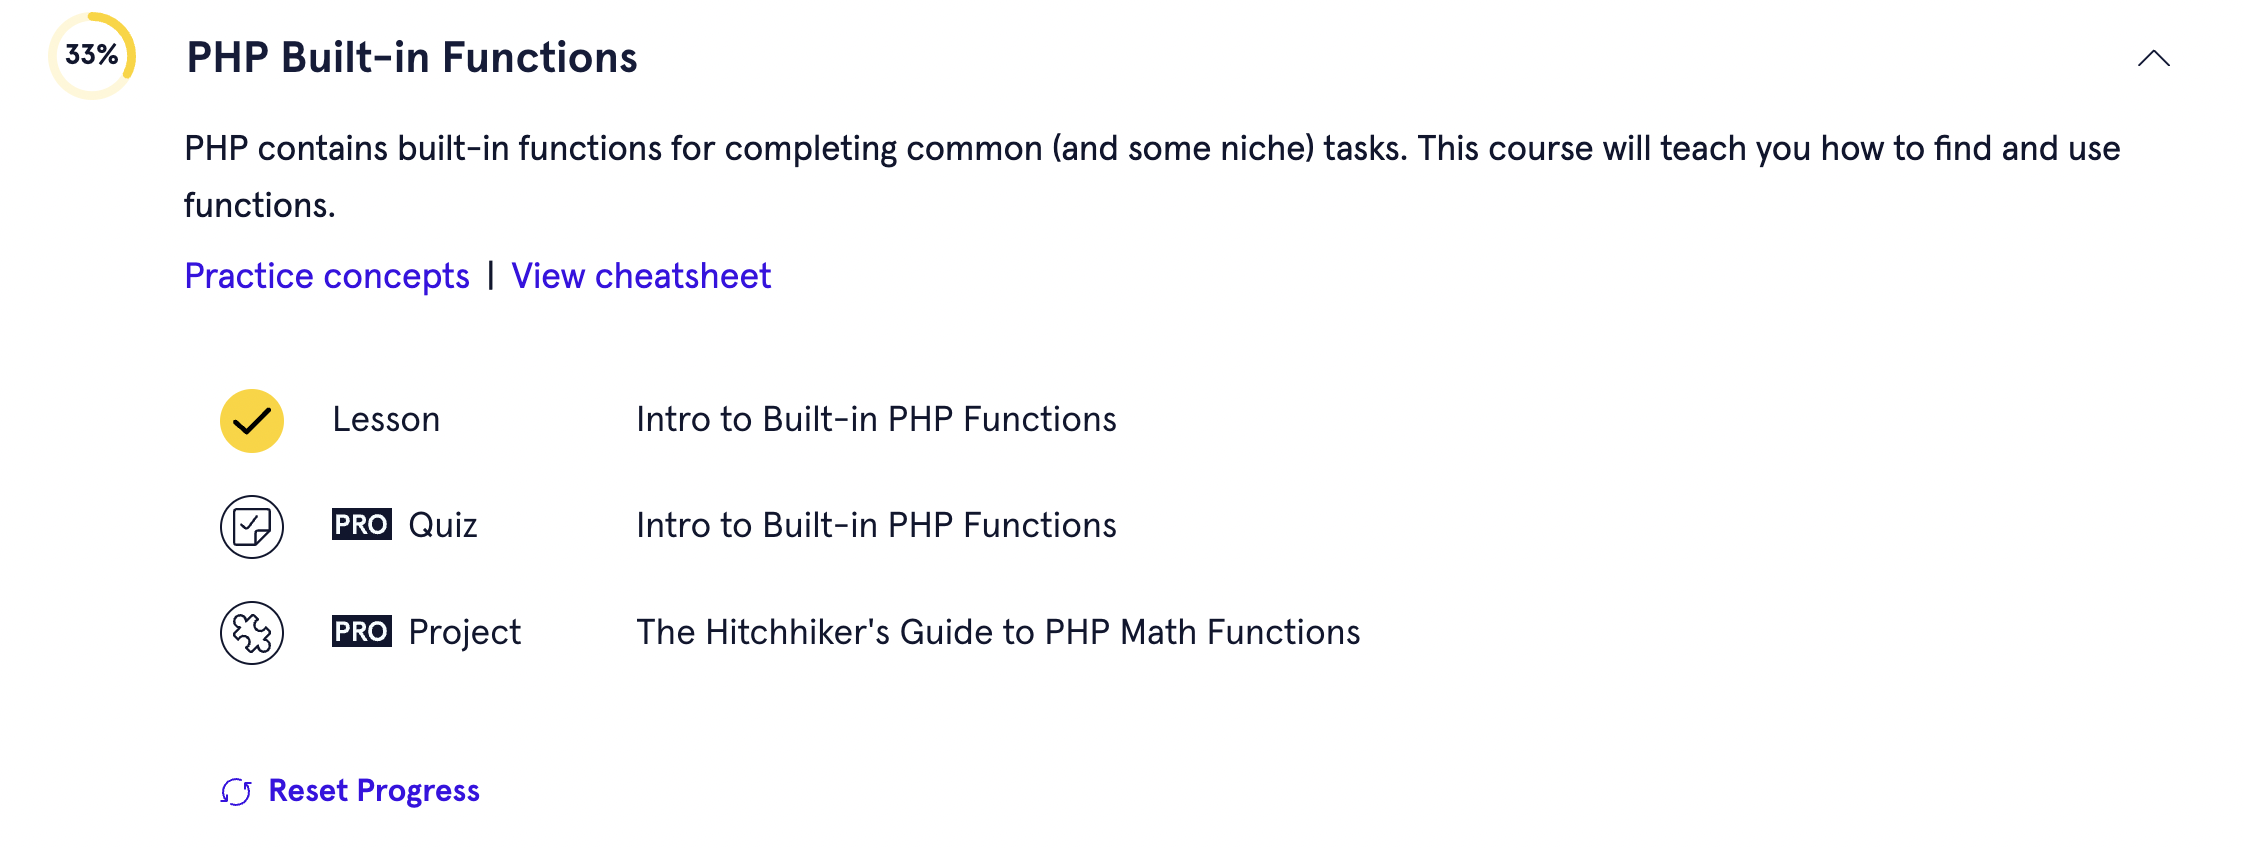 33% PHP Built-in Functions
PHP contains built-in functions for completing common (and some niche) tasks. This course will teach you how to find and use
functions.
Practice concepts | View cheatsheet
Lesson Intro to Built-in PHP Functions
PRO Quiz Intro to Built-in PHP Functions
PRO Project The Hitchhiker's Guide to PHP Math Functions
Reset Progress